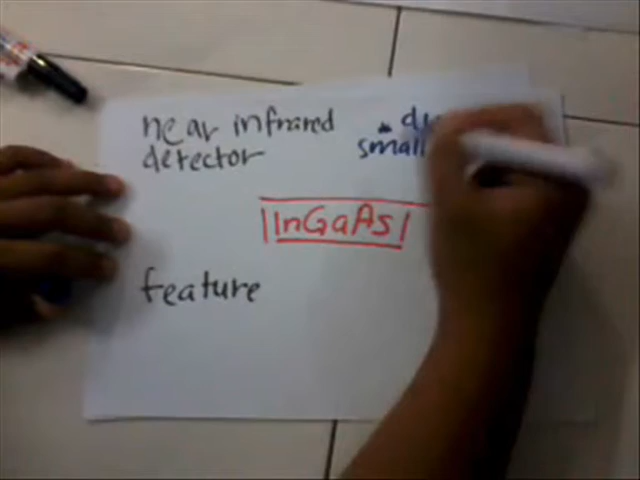 near infrared
detector
small
InGaAs
feature